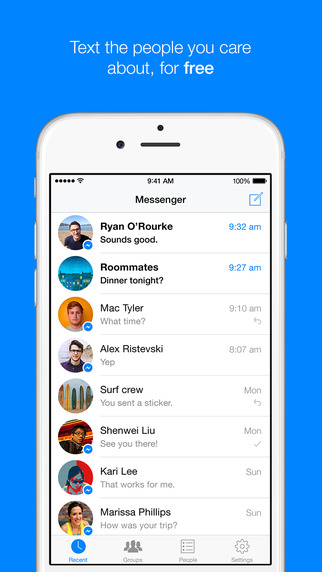 Text the people you care
about, for free
9:41 AM 100%
Messenger
Ryan O'Rourke 9:32 am
Sounds good.
Roommates 9:27 am
Dinner tonight?
Mac Tyler 9:10 am
What time?
Alex Ristevski 8:07 am
Yep
Surf crew Mon
You sent a sticker.
Shenwei Liu Mon
See you there!
Kari Lee Sun
That works for me.
Marissa Phillips Sun
How was your trip?
Recent Groups People Settings